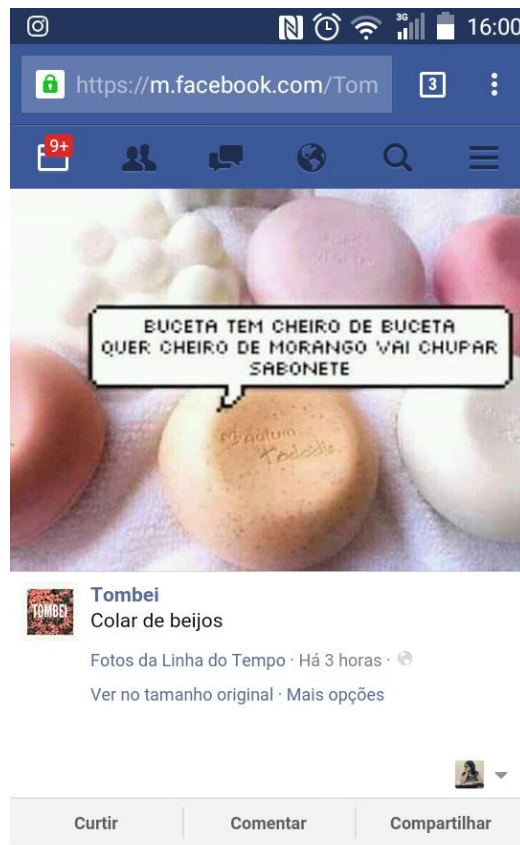 3G
16:00
https://m.facebook.com/Tom
3
9+
BUCETA TEM CHEIRO DE BUCETA
QUER CHEIRO DE MORANGO VAI CHUPAR
SABONETE
TOMBEI
Tombei
Colar de beijos
Fotos da Linha do Tempo · Há 3 horas ·
Ver no tamanho original · Mais opções
Curtir
Comentar
Compartilhar